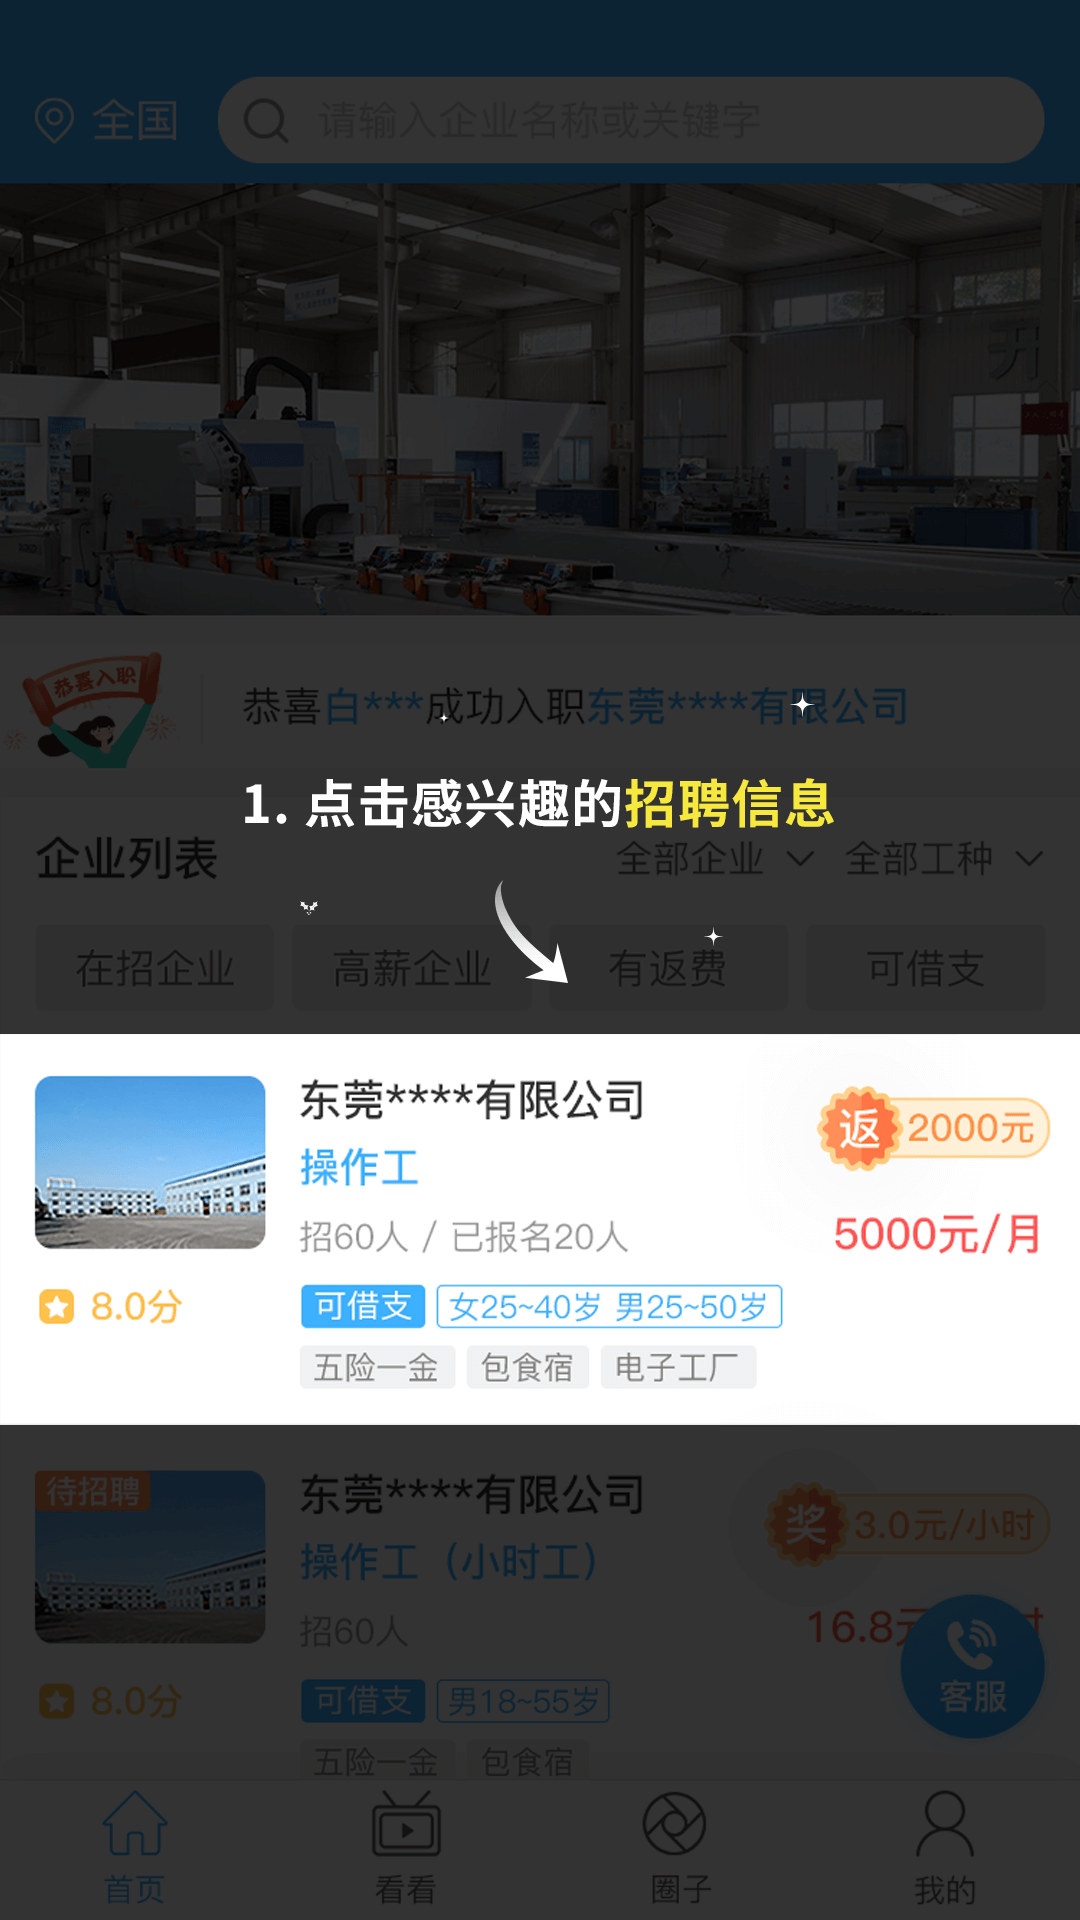 全国
请输入企业名称或关键字
恭喜入职
恭喜白***成功入职东莞****有限公司
1. 点击感兴趣的招聘信息
企业列表
全部企业
全部工种
在招企业
高薪企业
有返费
可借支
东莞****有限公司
返 2000元
操作工
招60人 / 已报名20人
5000元/月
8.0分
可借支
女25~40岁 男25~50岁
五险一金
包食宿
电子工厂
待招聘
东莞****有限公司
奖 3.0元/小时
操作工（小时工）
招60人
16.8元
客服
8.0分
可借支
男18~55岁
五险一金
包食宿
首页
看看
圈子
我的